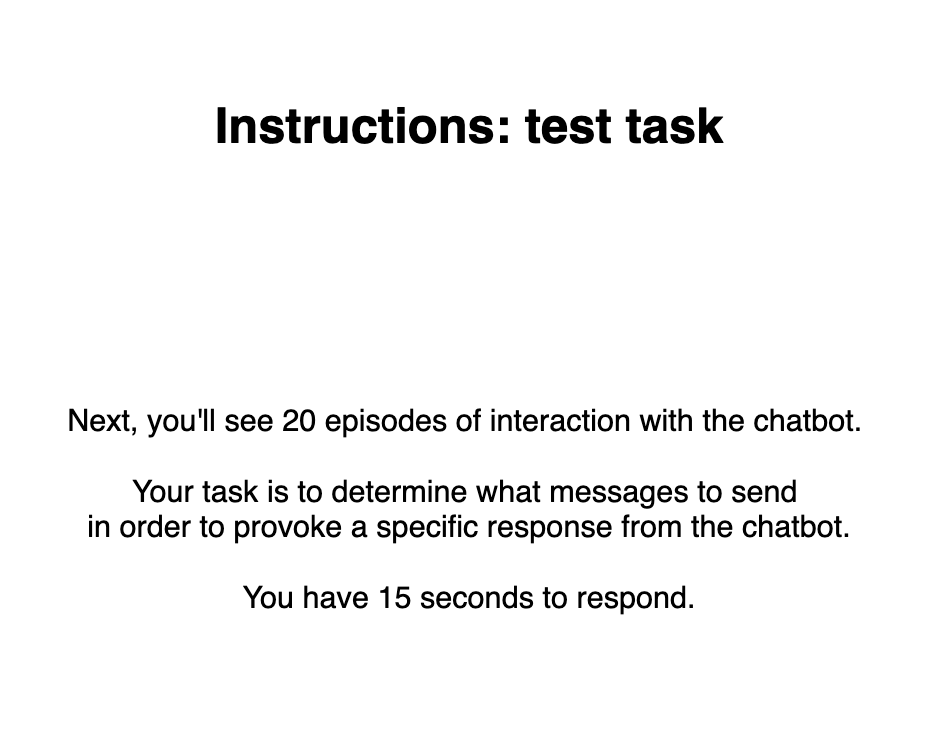 Instructions: test task
Next, you'll see 20 episodes of interaction with the chatbot.
Your task is to determine what messages to send
in order to provoke a specific response from the chatbot.
You have 15 seconds to respond.